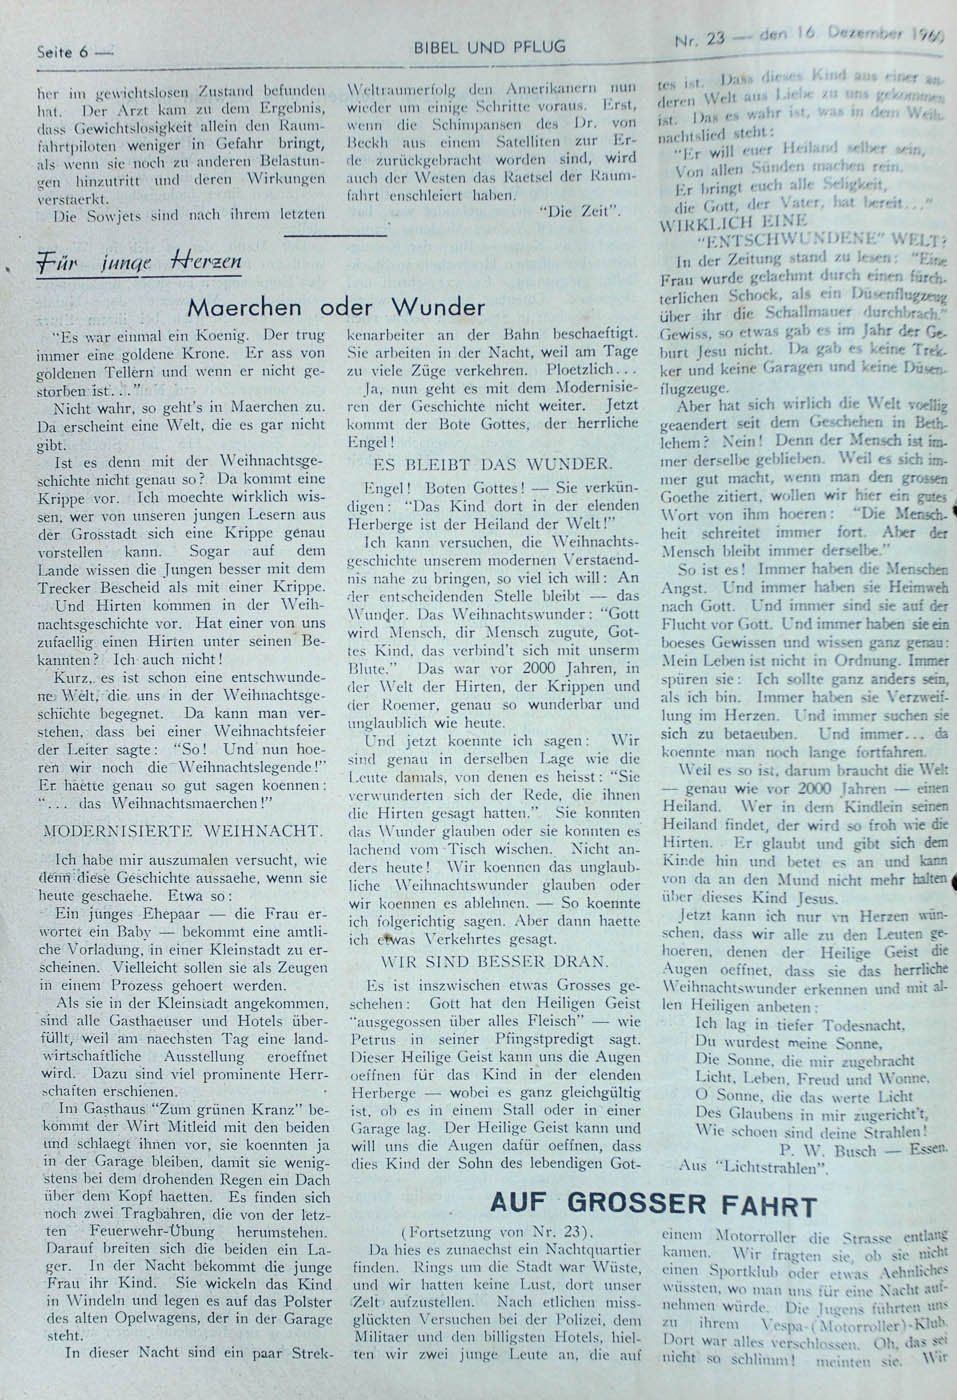 Seite 6 —
BIBEL UND PFLUG
Nr. 23 — den 16. Dezember 1960
her im gewichtslosen Zustand befunden
hat. Der Arzt kam zu dem Ergebnis,
dass Gewichtslosigkeit allein den Raum-
fahrtpiloten weniger in Gefahr bringt,
als wenn sie noch zu anderen Belastun-
gen hinzutritt und deren Wirkungen
verstaerkt.
Die Sowjets sind nach ihrem letzten
Weltraumerfolg den Amerikanern nun
wieder um einige Schritte voraus. Erst,
wenn die Schimpansen des Dr. von
Beckh aus einem Satelliten zur Er-
de zurückgebracht worden sind, wird
auch der Westen das Raetsel der Raum-
fahrt enschleiert haben.
"Die Zeit".
Für junge Herzen
Maerchen oder Wunder
"Es war einmal ein Koenig. Der trug
immer eine goldene Krone. Er ass von
goldenen Tellern und wenn er nicht ge-
storben ist. . ."
Nicht wahr, so geht's in Maerchen zu.
Da erscheint eine Welt, die es gar nicht
gibt.
Ist es denn mit der Weihnachtsge-
schichte nicht genau so? Da kommt eine
Krippe vor. Ich moechte wirklich wis-
sen, wer von unseren jungen Lesern aus
der Grosstadt sich eine Krippe genau
vorstellen kann. Sogar auf dem
Lande wissen die Jungen besser mit dem
Trecker Bescheid als mit einer Krippe.
Und Hirten kommen in der Weih-
nachtsgeschichte vor. Hat einer von uns
zufaellig einen Hirten unter seinen Be-
kannten? Ich auch nicht!
Kurz, es ist schon eine entschwunde-
ne Welt, die uns in der Weihnachtsge-
schichte begegnet. Da kann man ver-
stehen, dass bei einer Weihnachtsfeier
der Leiter sagte: "So! Und nun hoe-
ren wir noch die Weihnachtslegende!"
Er haette genau so gut sagen koennen:
". . . das Weihnachtsmaerchen!"
MODERNISIERTE WEIHNACHT.
Ich habe mir auszumalen versucht, wie
denn diese Geschichte aussaehe, wenn sie
heute geschaehe. Etwa so:
Ein junges Ehepaar — die Frau er-
wortet ein Baby — bekommt eine amtli-
che Vorladung, in einer Kleinstadt zu er-
scheinen. Vielleicht sollen sie als Zeugen
in einem Prozess gehoert werden.
Als sie in der Kleinstadt angekommen,
sind alle Gasthaeuser und Hotels über-
füllt, weil am naechsten Tag eine land-
wirtschaftliche Ausstellung eroeffnet
wird. Dazu sind viel prominente Herr-
schaften erschienen.
Im Gasthaus "Zum grünen Kranz" be-
kommt der Wirt Mitleid mit den beiden
und schlaegt ihnen vor, sie koennten ja
in der Garage bleiben, damit sie wenig-
stens bei dem drohenden Regen ein Dach
über dem Kopf haetten. Es finden sich
noch zwei Tragbahren, die von der letz-
ten Feuerwehr-Übung herumstehen.
Darauf breiten sich die beiden ein La-
ger. In der Nacht bekommt die junge
Frau ihr Kind. Sie wickeln das Kind
in Windeln und legen es auf das Polster
des alten Opelwagens, der in der Garage
steht.
In dieser Nacht sind ein paar Strek-
kenarbeiter an der Bahn beschaeftigt.
Sie arbeiten in der Nacht, weil am Tage
zu viele Züge verkehren. Ploetzlich. . .
Ja, nun geht es mit dem Modernisie-
ren der Geschichte nicht weiter. Jetzt
kommt der Bote Gottes, der herrliche
Engel!
ES BLEIBT DAS WUNDER.
Engel! Boten Gottes! — Sie verkün-
digen: "Das Kind dort in der elenden
Herberge ist der Heiland der Welt!"
Ich kann versuchen, die Weihnachts-
geschichte unserem modernen Verstaend-
nis nahe zu bringen, so viel ich will: An
der entscheidenden Stelle bleibt — das
Wunder. Das Weihnachtswunder: "Gott
wird Mensch, dir Mensch zugute, Got-
tes Kind, das verbind't sich mit unserm
Blute." Das war vor 2000 Jahren, in
der Welt der Hirten, der Krippen und
der Roemer, genau so wunderbar und
unglaublich wie heute.
Und jetzt koennte ich sagen: Wir
sind genau in derselben Lage wie die
Leute damals, von denen es heisst: "Sie
verwunderten sich der Rede, die ihnen
die Hirten gesagt hatten." Sie konnten
das Wunder glauben oder sie konnten es
lachend vom Tisch wischen. Nicht an-
ders heute! Wir koennen das unglaub-
liche Weihnachtswunder glauben oder
wir koennen es ablehnen. — So koennte
ich folgerichtig sagen. Aber dann haette
ich etwas Verkehrtes gesagt.
WIR SIND BESSER DRAN.
Es ist inzswischen etwas Grosses ge-
schehen: Gott hat den Heiligen Geist
"ausgegossen über alles Fleisch" — wie
Petrus in seiner Pfingstpredigt sagt.
Dieser Heilige Geist kann uns die Augen
oeffnen für das Kind in der elenden
Herberge — wobei es ganz gleichgültig
ist, ob es in einem Stall oder in einer
Garage lag. Der Heilige Geist kann und
will uns die Augen dafür oeffnen, dass
dies Kind der Sohn des lebendigen Got-
tes ist. Dass dieses Kind aus einer an-
deren Welt aus Liebe zu uns gekommen
ist. Das es wahr ist, was in dem Weih-
nachtslied steht:
"Er will euer Heiland selber sein,
Von allen Sünden machen rein.
Er bringt euch alle Seligkeit,
die Gott, der Vater, hat bereit. . ."
WIRKLICH EINE
"ENTSCHWUNDENE" WELT?
In der Zeitung stand zu lesen: "Eine
Frau wurde gelaehmt durch einen fürch-
terlichen Schock, als ein Düsenflugzeug
über ihr die Schallmauer durchbrach."
Gewiss, so etwas gab es im Jahr der Ge-
burt Jesu nicht. Da gab es keine Trek-
ker und keine Garagen und keine Düsen-
flugzeuge.
Aber hat sich wirlich die Welt voellig
geaendert seit dem Geschehen in Beth-
lehem? Nein! Denn der Mensch ist im-
mer derselbe geblieben. Weil es sich im-
mer gut macht, wenn man den grossen
Goethe zitiert, wollen wir hier ein gutes
Wort von ihm hoeren: "Die Mensch-
heit schreitet immer fort. Aber der
Mensch bleibt immer derselbe."
So ist es! Immer haben die Menschen
Angst. Und immer haben sie Heimweh
nach Gott. Und immer sind sie auf der
Flucht vor Gott. Und immer haben sie ein
boeses Gewissen und wissen ganz genau:
Mein Leben ist nicht in Ordnung. Immer
spüren sie: Ich sollte ganz anders sein,
als ich bin. Immer haben sie Verzweif-
lung im Herzen. Und immer suchen sie
sich zu betaeuben. Und immer. . . da
koennte man noch lange fortfahren.
Weil es so ist, darum braucht die Welt
— genau wie vor 2000 Jahren — einen
Heiland. Wer in dem Kindlein seinen
Heiland findet, der wird so froh wie die
Hirten. Er glaubt und gibt sich dem
Kinde hin und betet es an und kann
von da an den Mund nicht mehr halten
über dieses Kind Jesus.
Jetzt kann ich nur vn Herzen wün-
schen, dass wir alle zu den Leuten ge-
hoeren, denen der Heilige Geist die
Augen oeffnet, dass sie das herrliche
Weihnachtswunder erkennen und mit al-
len Heiligen anbeten:
Ich lag in tiefer Todesnacht,
Du wurdest meine Sonne,
Die Sonne, die mir zugebracht
Licht, Leben, Freud und Wonne.
O Sonne, die das werte Licht
Des Glaubens in mir zugericht't,
Wie schoen sind deine Strahlen!
P. W. Busch — Essen.
Aus "Lichtstrahlen".
AUF GROSSER FAHRT
(Fortsetzung von Nr. 23).
Da hies es zunaechst ein Nachtquartier
finden. Rings um die Stadt war Wüste,
und wir hatten keine Lust, dort unser
Zelt aufzustellen. Nach etlichen miss-
glückten Versuchen bei der Polizei, dem
Militaer und den billigsten Hotels, hiel-
ten wir zwei junge Leute an, die auf
einem Motorroller die Strasse entlang
kamen. Wir fragten sie, ob sie nicht
einen Sportklub oder etwas Aehnliches
wüssten, wo man uns für eine Nacht auf-
nehmen würde. Die Jugens führten uns
zu ihrem Vespa-(Motorroller)-Klub.
Dort war alles verschlossen. Oh, das sei
nicht so schlimm! meinten sie. Wir